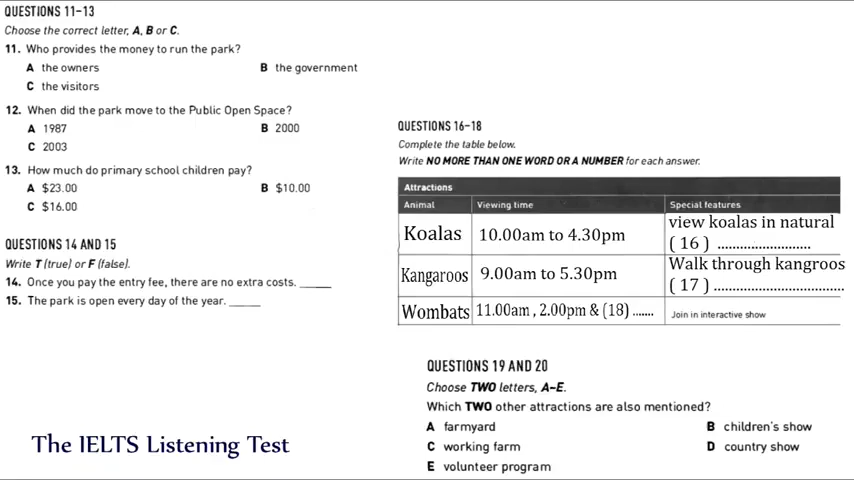 QUESTIONS 11–13
Choose the correct letter, A, B or C.
11. Who provides the money to run the park?
A the owners B the government
C the visitors
12. When did the park move to the Public Open Space?
A 1987 B 2000
C 2003
13. How much do primary school children pay?
A $23.00 B $10.00
C $16.00
QUESTIONS 14 AND 15
Write T (true) or F (false).
14. Once you pay the entry fee, there are no extra costs. _____
15. The park is open every day of the year. _____
The IELTS Listening Test
QUESTIONS 16–18
Complete the table below.
Write NO MORE THAN ONE WORD OR A NUMBER for each answer.
Attractions
Animal Viewing time Special features
Koalas 10.00am to 4.30pm view koalas in natural
( 16 ) ........................
Kangaroos 9.00am to 5.30pm Walk through kangroos
( 17 ) ..................................
Wombats 11.00am , 2.00pm & (18) ....... Join in interactive show
QUESTIONS 19 AND 20
Choose TWO letters, A–E.
Which TWO other attractions are also mentioned?
A farmyard B children's show
C working farm D country show
E volunteer program